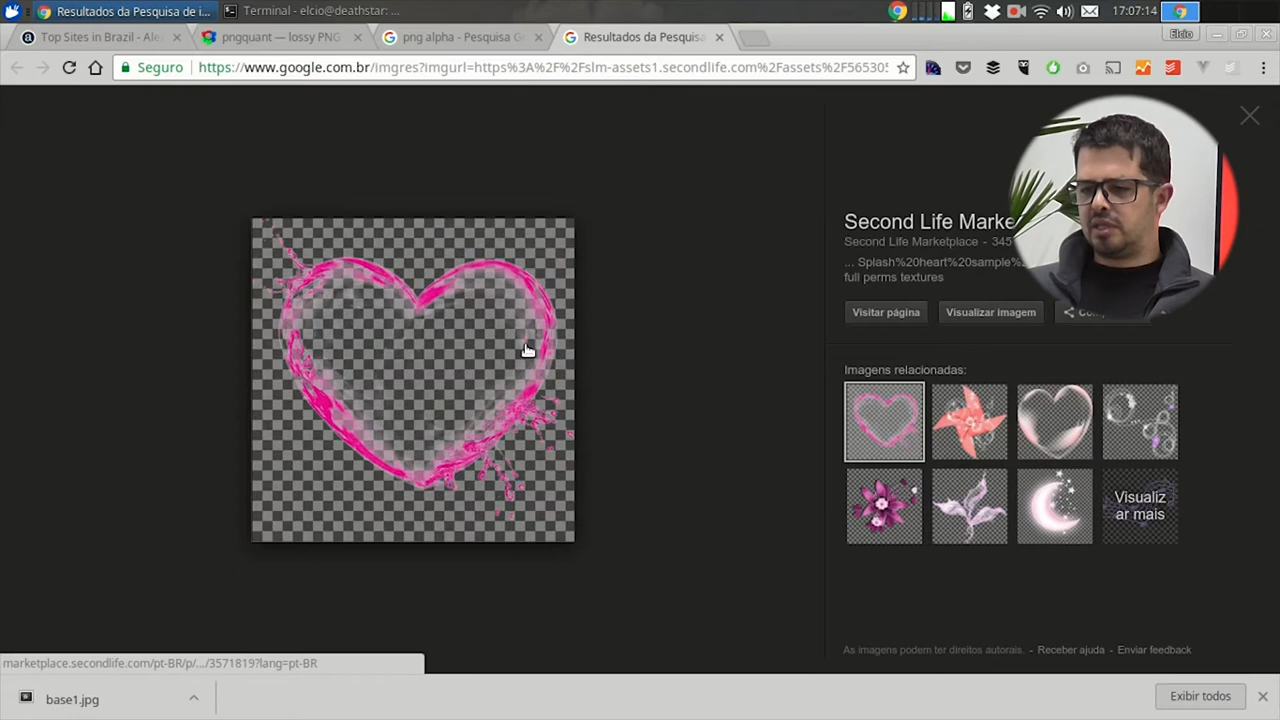 Resultados da Pesquisa de i...
Terminal - elcio@deathstar: ...
17:07:14
Top Sites in Brazil - Ale
pngquant — lossy PNG
png alpha - Pesquisa Go
Resultados da Pesquisa
Elcio
Seguro
https://www.google.com.br/imgres?imgurl=https%3A%2F%2Fslm-assets1.secondlife.com%2Fassets%2F565305
Second Life Marke
Second Life Marketplace - 345
... Splash%20heart%20sample%
full perms textures
Visitar página
Visualizar imagem
Imagens relacionadas:
Visualiz
ar mais
As imagens podem ter direitos autorais. - Receber ajuda - Enviar feedback
marketplace.secondlife.com/pt-BR/p/.../3571819?lang=pt-BR
base1.jpg
Exibir todos